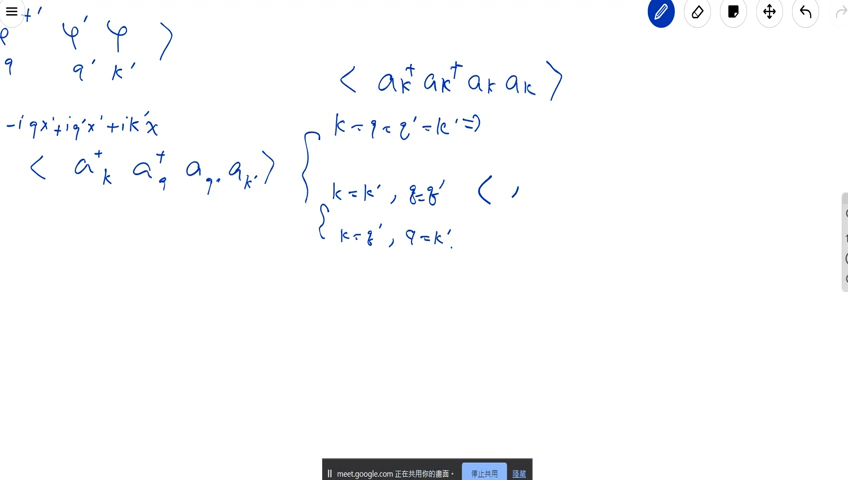 +' φ' φ ⟩
q q' k'
⟨ a_k^+ a_k^+ a_k a_k ⟩
-iqx'+iq'x'+ik'x
k=q=q'=k' ⇒
⟨ a_k^+ a_q^+ a_q' a_k' ⟩
k=k', q=q' ⟨ ,
k=q', q=k'.
meet.google.com 正在共用你的畫面。 停止共用 隱藏